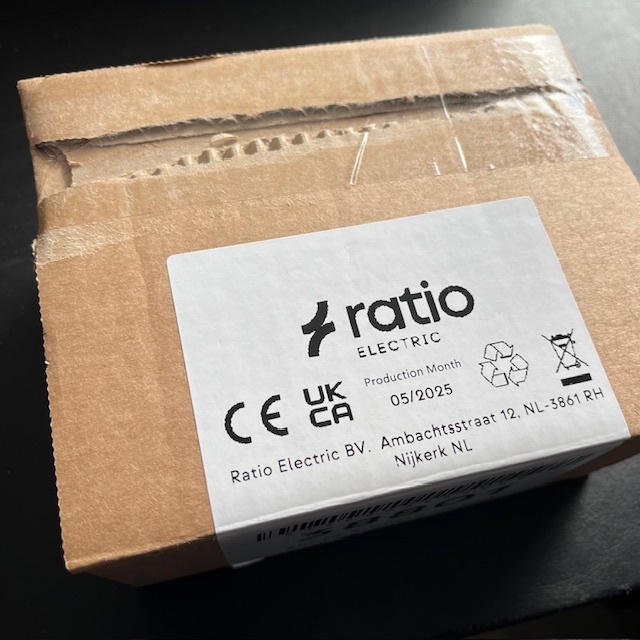 ratio
ELECTRIC
Production Month
05/2025
CE
UK
CA
Ratio Electric BV. Ambachtsstraat 12, NL-3861 RH
Nijkerk NL